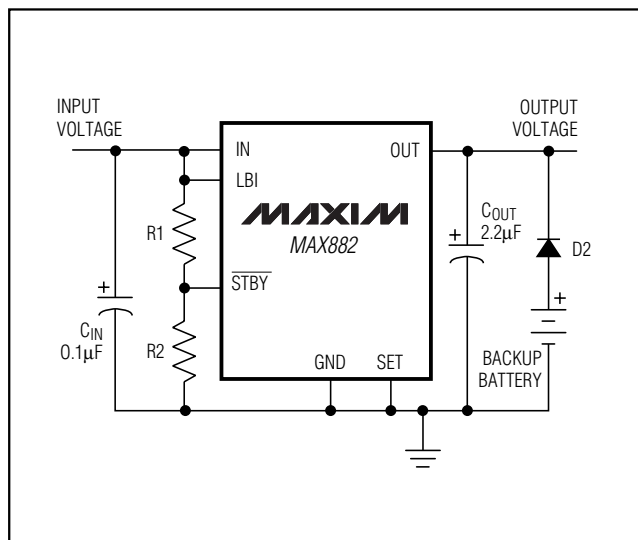 INPUT
VOLTAGE
OUTPUT
VOLTAGE
IN
OUT
LBI
MAXIM
MAX882
R1
STBY
R2
GND
SET
+
CIN
0.1µF
+
COUT
2.2µF
D2
+
BACKUP
BATTERY